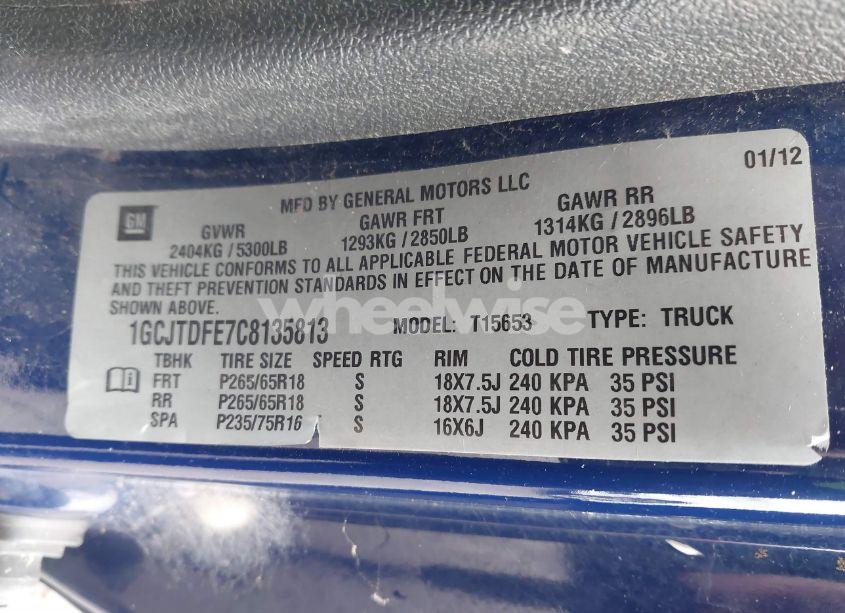 01/12
MFD BY GENERAL MOTORS LLC
GM
GVWR GAWR FRT GAWR RR
2404KG / 5300LB 1293KG / 2850LB 1314KG / 2896LB
THIS VEHICLE CONFORMS TO ALL APPLICABLE FEDERAL MOTOR VEHICLE SAFETY
AND THEFT PREVENTION STANDARDS IN EFFECT ON THE DATE OF MANUFACTURE
SHOWN ABOVE.
wheelwise
1GCJTDFE7C8135813 MODEL: T15653 TYPE: TRUCK
TBHK TIRE SIZE SPEED RTG RIM COLD TIRE PRESSURE
FRT P265/65R18 S 18X7.5J 240 KPA 35 PSI
RR P265/65R18 S 18X7.5J 240 KPA 35 PSI
SPA P235/75R16 S 16X6J 240 KPA 35 PSI